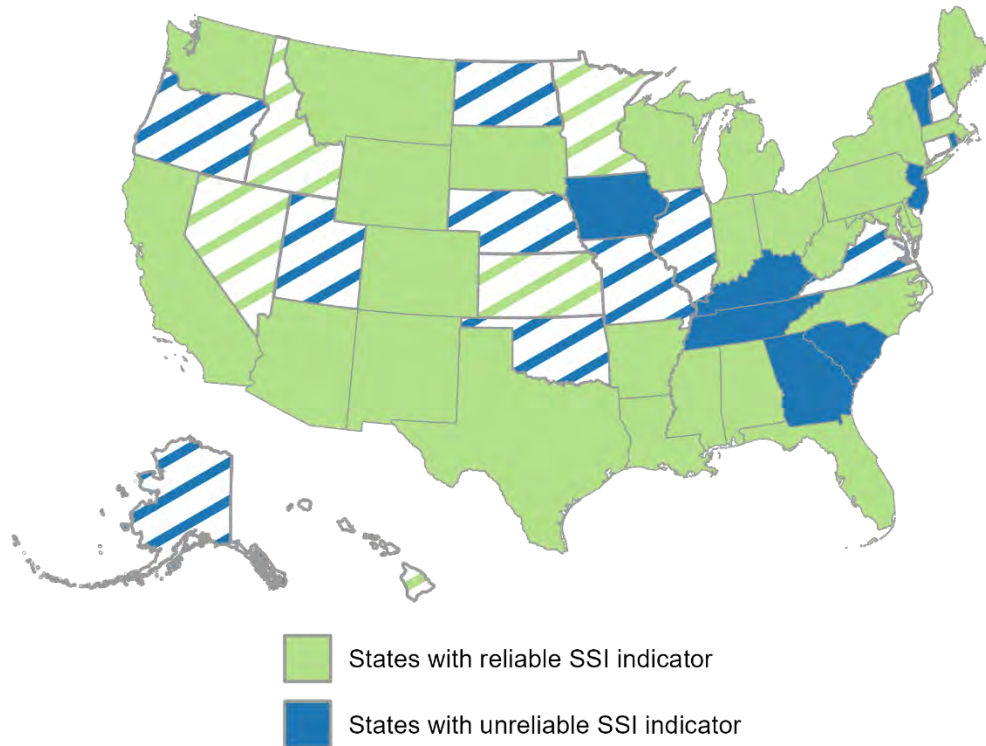 States with reliable SSI indicator
States with unreliable SSI indicator